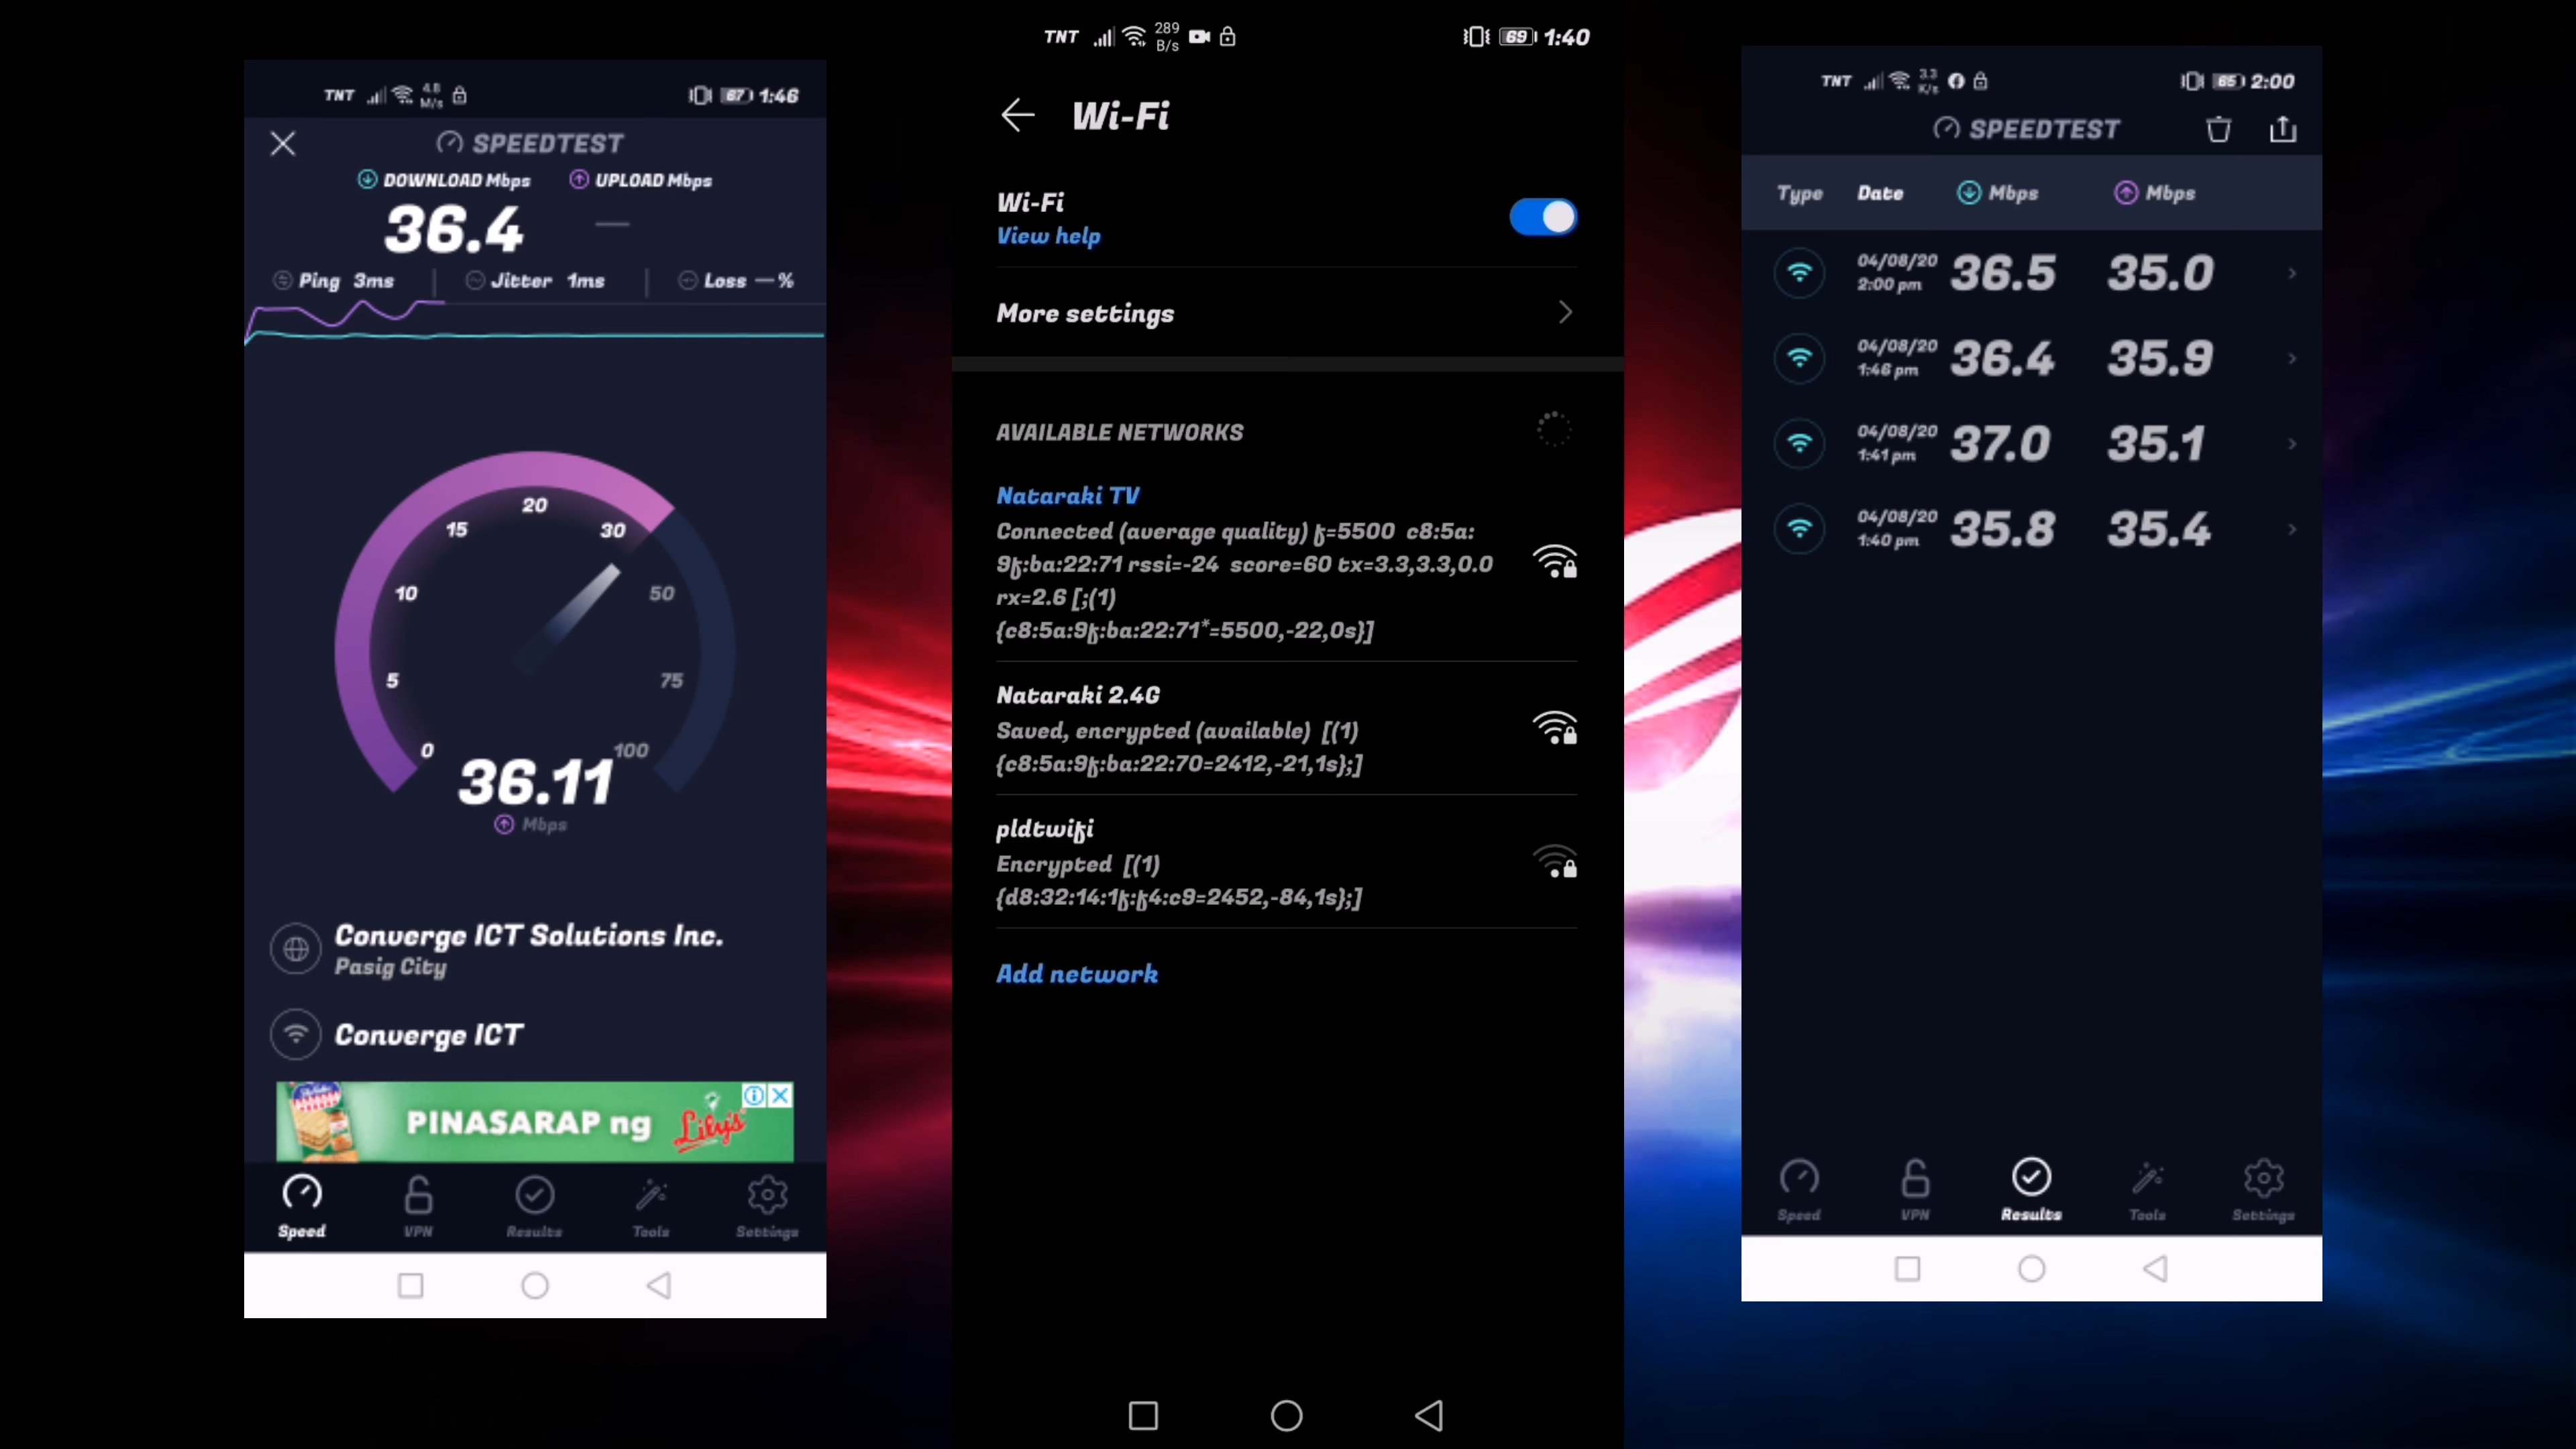 TNT 4.8 M/s 67 1:46
SPEEDTEST
DOWNLOAD Mbps UPLOAD Mbps
36.4 —
Ping 3ms Jitter 1ms Loss — %
20
15 30
10 50
5 75
0 100
36.11
Mbps
Converge ICT Solutions Inc.
Pasig City
Converge ICT
PINASARAP ng Lily's
Speed VPN Results Tools Settings
TNT 289 B/s 69 1:40
Wi-Fi
Wi-Fi
View help
More settings
AVAILABLE NETWORKS
Nataraki TV
Connected (average quality) f=5500 c8:5a:
9f:ba:22:71 rssi=-24 score=60 tx=3.3,3.3,0.0
rx=2.6 [;(1)
{c8:5a:9f:ba:22:71*=5500,-22,0s}]
Nataraki 2.4G
Saved, encrypted (available) [(1)
{c8:5a:9f:ba:22:70=2412,-21,1s};]
pldtwifi
Encrypted [(1)
{d8:32:14:1f:f4:c9=2452,-84,1s};]
Add network
TNT 3.3 K/s 65 2:00
SPEEDTEST
Type Date Mbps Mbps
04/08/20 36.5 35.0
2:00 pm
04/08/20 36.4 35.9
1:46 pm
04/08/20 37.0 35.1
1:41 pm
04/08/20 35.8 35.4
1:40 pm
Speed VPN Results Tools Settings